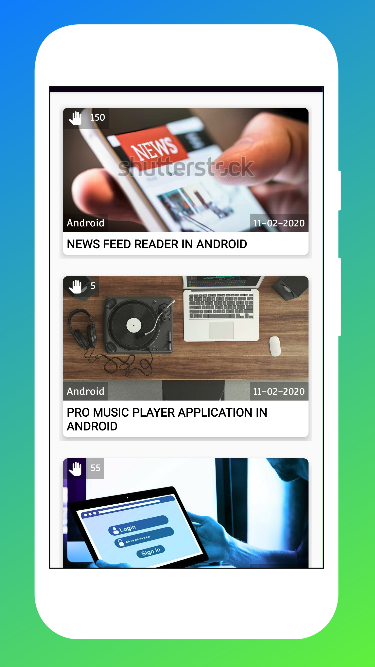 150
NEWS
shutterstock
Android
11-02-2020
NEWS FEED READER IN ANDROID
5
Android
11-02-2020
PRO MUSIC PLAYER APPLICATION IN
ANDROID
55
Login
Sign In